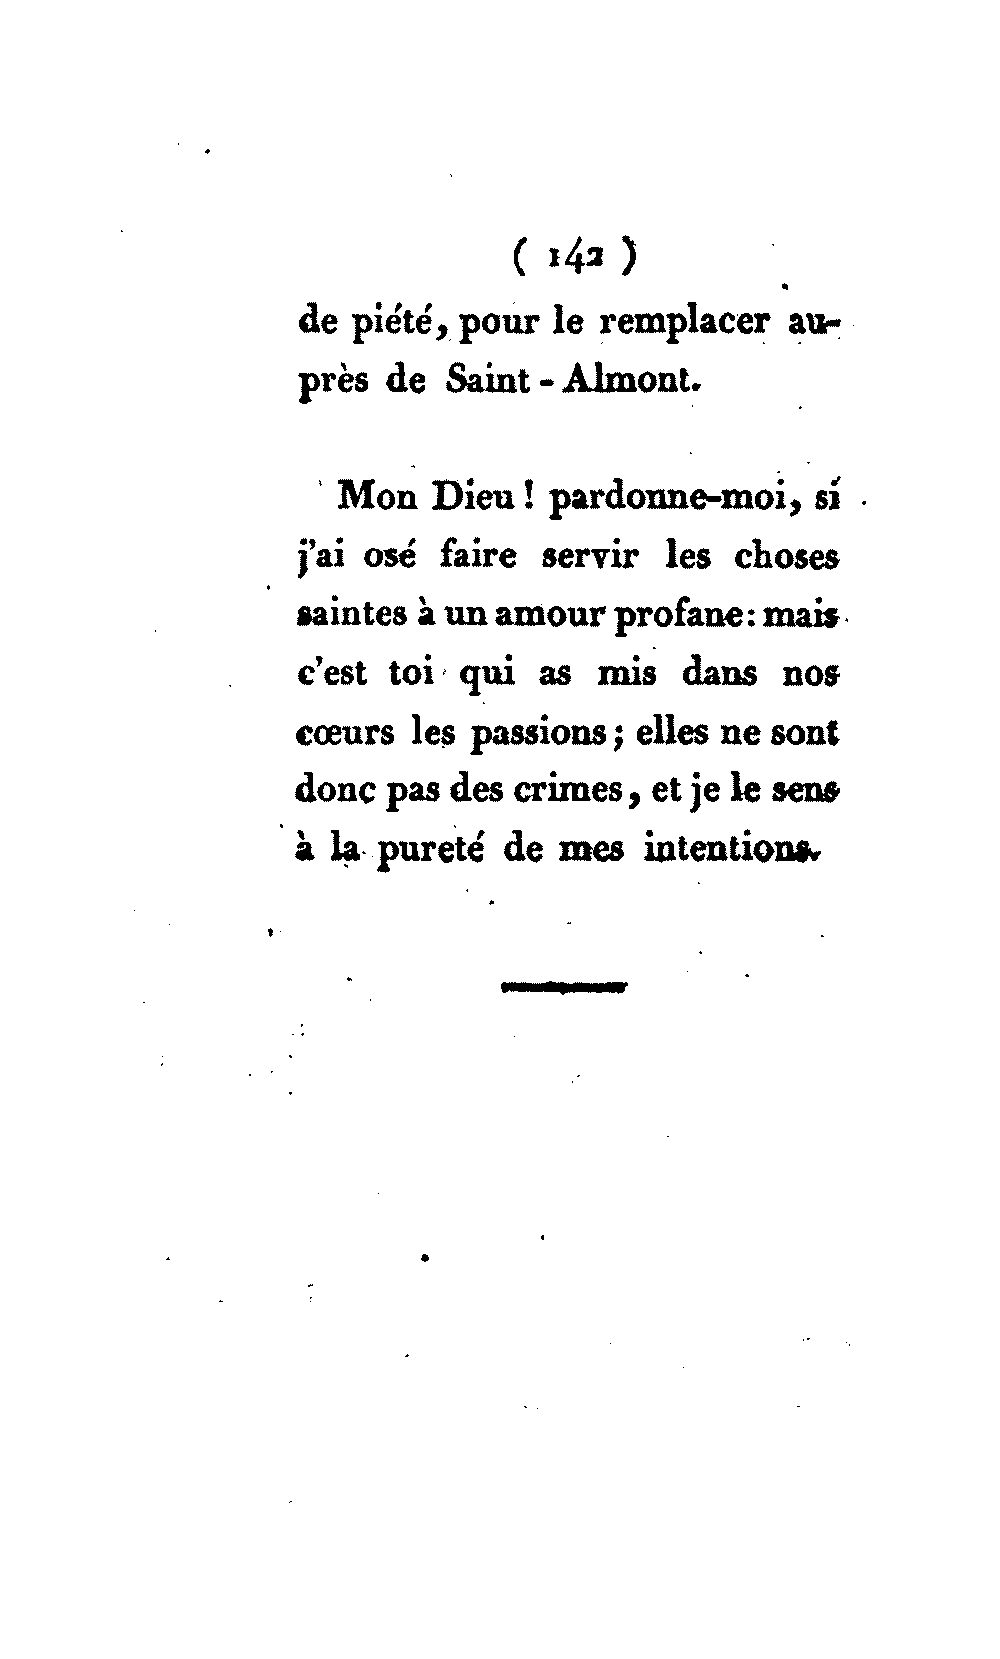 ( 142 )
de piété, pour le remplacer au-
près de Saint-Almont.
Mon Dieu ! pardonne-moi, si
j'ai osé faire servir les choses
saintes à un amour profane: mais
c'est toi qui as mis dans nos
cœurs les passions ; elles ne sont
donc pas des crimes, et je le sens
à la pureté de mes intentions.